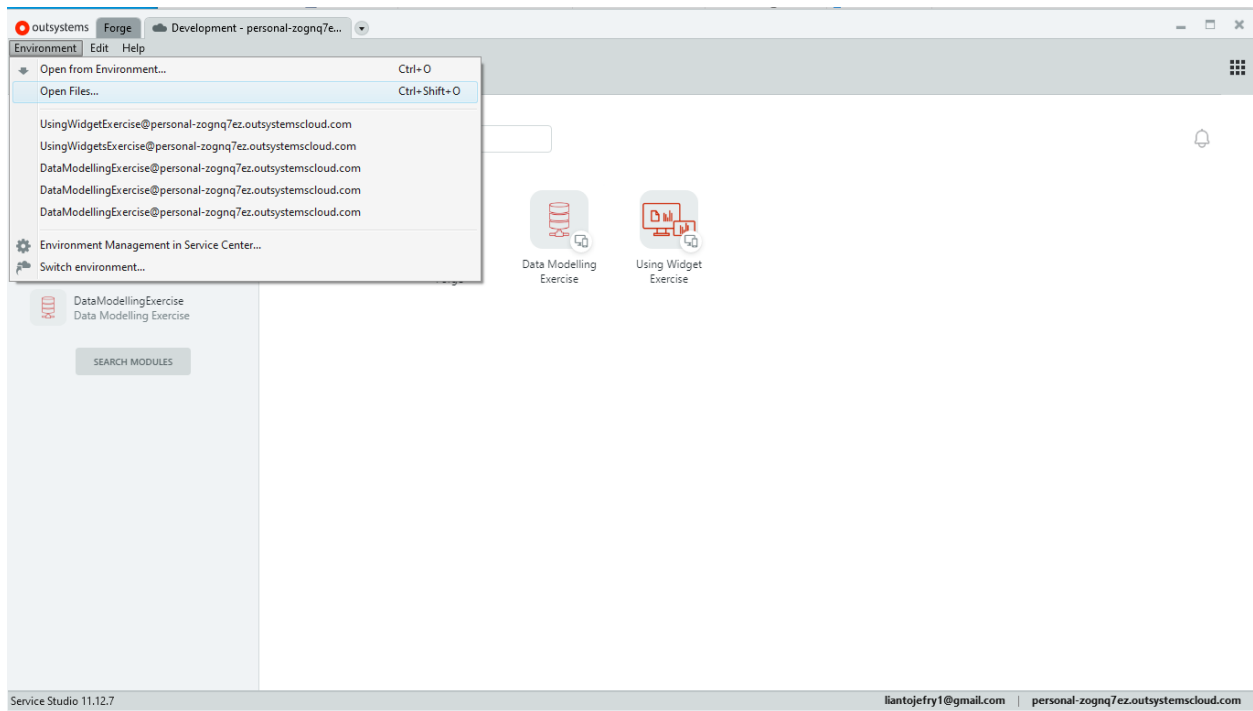 outsystems Forge Development - personal-zognq7e...
Environment Edit Help
Open from Environment... Ctrl+O
Open Files... Ctrl+Shift+O
UsingWidgetExercise@personal-zognq7ez.outsystemscloud.com
UsingWidgetsExercise@personal-zognq7ez.outsystemscloud.com
DataModellingExercise@personal-zognq7ez.outsystemscloud.com
DataModellingExercise@personal-zognq7ez.outsystemscloud.com
DataModellingExercise@personal-zognq7ez.outsystemscloud.com
Environment Management in Service Center...
Switch environment...
Data Modelling
Exercise
Using Widget
Exercise
DataModellingExercise
Data Modelling Exercise
SEARCH MODULES
Service Studio 11.12.7 liantojefry1@gmail.com | personal-zognq7ez.outsystemscloud.com